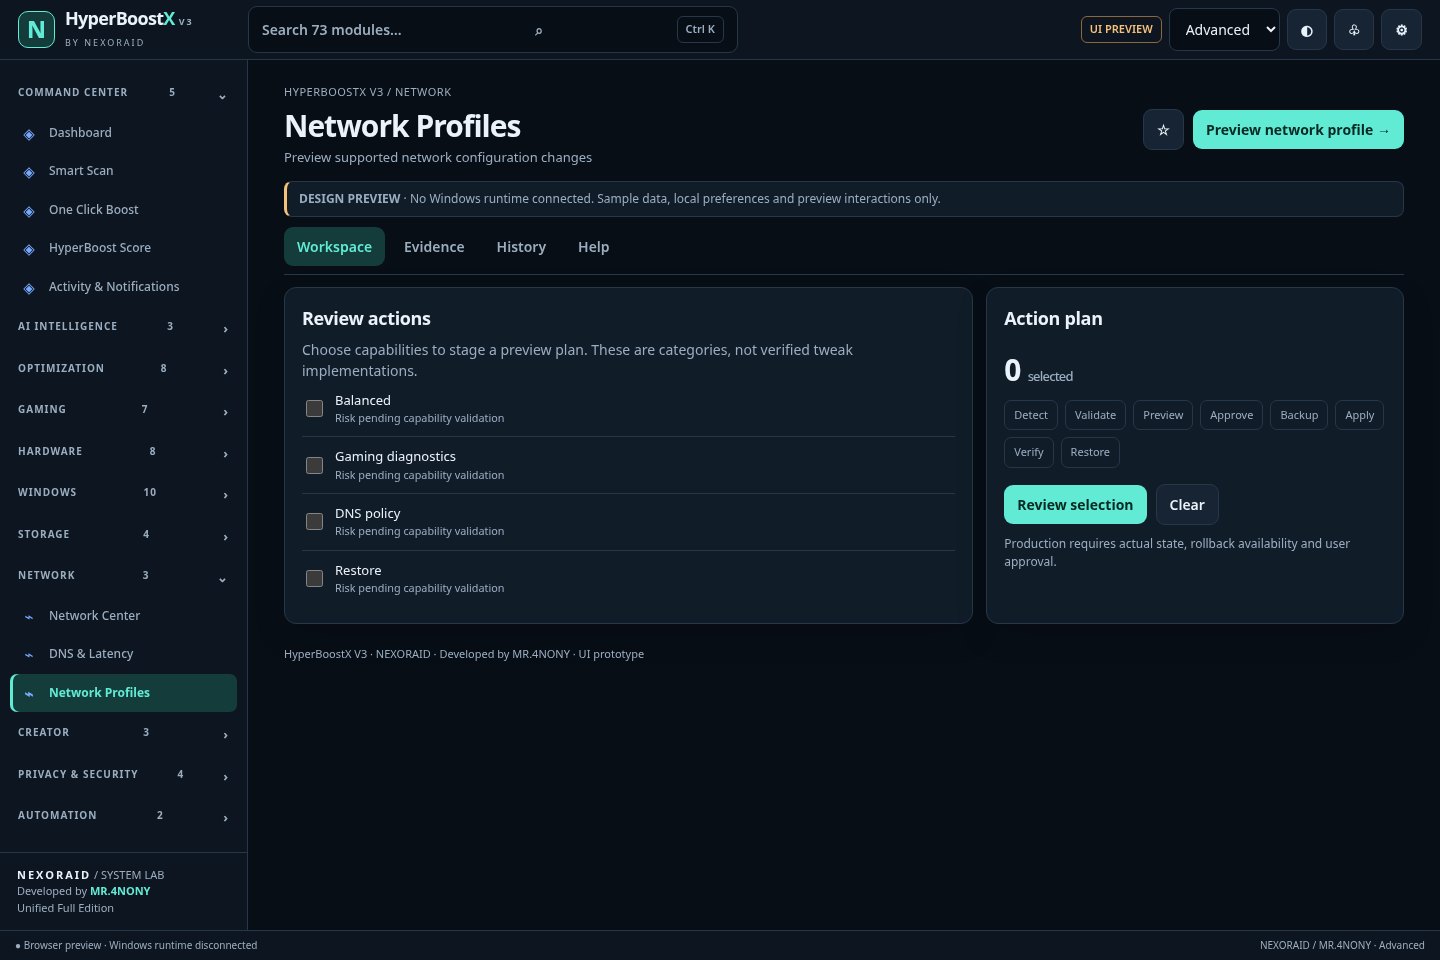 N
HyperBoostX V3
BY NEXORAID
Search 73 modules...
Ctrl K
UI PREVIEW
Advanced
COMMAND CENTER 5
Dashboard
Smart Scan
One Click Boost
HyperBoost Score
Activity & Notifications
AI INTELLIGENCE 3
OPTIMIZATION 8
GAMING 7
HARDWARE 8
WINDOWS 10
STORAGE 4
NETWORK 3
Network Center
DNS & Latency
Network Profiles
CREATOR 3
PRIVACY & SECURITY 4
AUTOMATION 2
NEXORAID / SYSTEM LAB
Developed by MR.4NONY
Unified Full Edition
HYPERBOOSTX V3 / NETWORK
Network Profiles
Preview supported network configuration changes
☆
Preview network profile →
DESIGN PREVIEW · No Windows runtime connected. Sample data, local preferences and preview interactions only.
Workspace Evidence History Help
Review actions
Choose capabilities to stage a preview plan. These are categories, not verified tweak
implementations.
Balanced
Risk pending capability validation
Gaming diagnostics
Risk pending capability validation
DNS policy
Risk pending capability validation
Restore
Risk pending capability validation
Action plan
0 selected
Detect Validate Preview Approve Backup Apply
Verify Restore
Review selection Clear
Production requires actual state, rollback availability and user
approval.
HyperBoostX V3 · NEXORAID · Developed by MR.4NONY · UI prototype
● Browser preview · Windows runtime disconnected
NEXORAID / MR.4NONY · Advanced